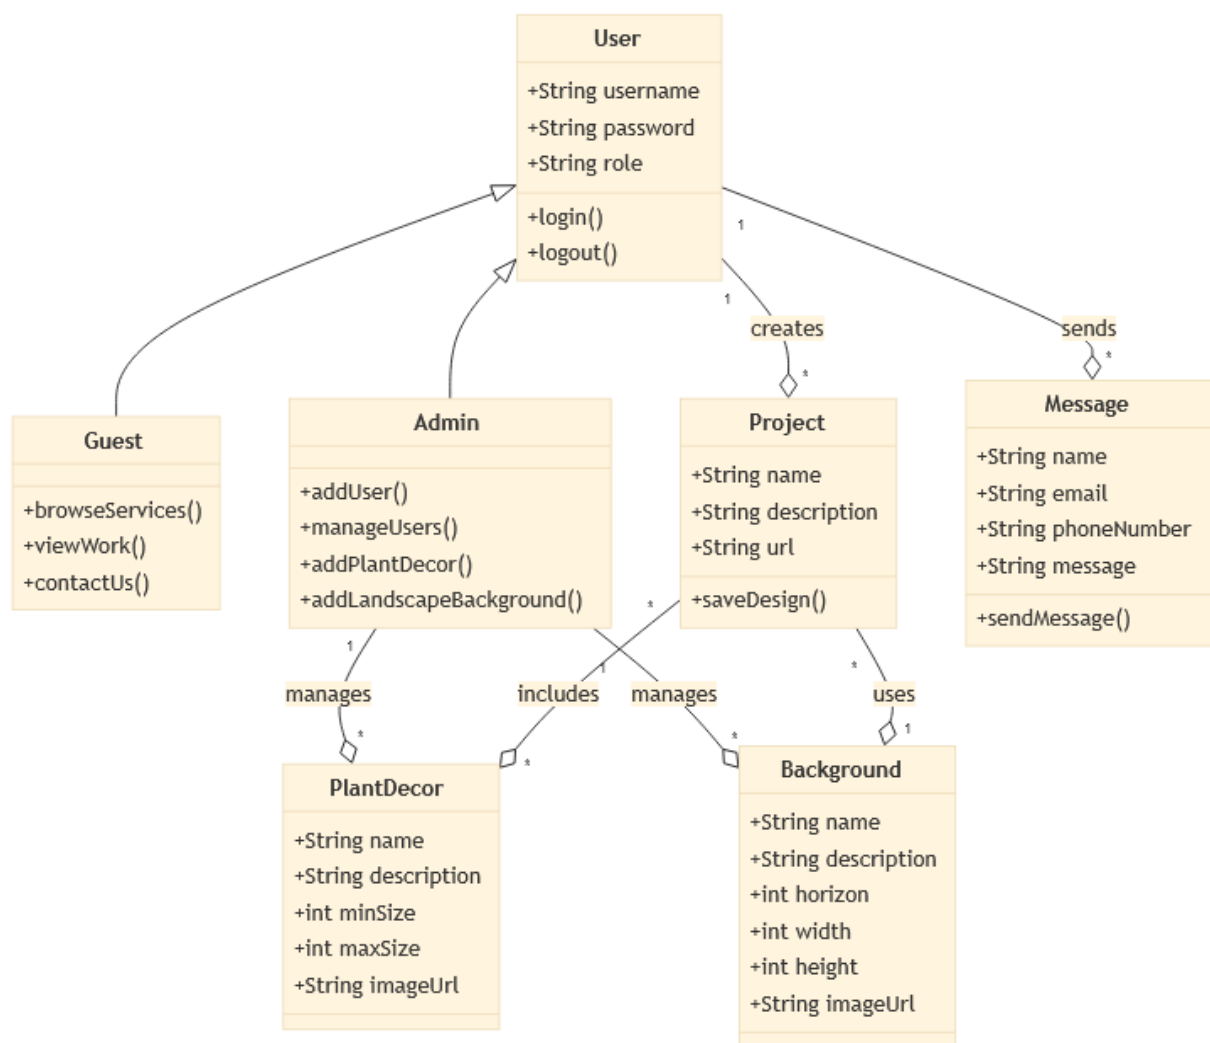 User
+String username
+String password
+String role
+login()
+logout()
1
1
creates
*
sends
*
Guest
+browseServices()
+viewWork()
+contactUs()
Admin
+addUser()
+manageUsers()
+addPlantDecor()
+addLandscapeBackground()
Project
+String name
+String description
+String url
+saveDesign()
Message
+String name
+String email
+String phoneNumber
+String message
+sendMessage()
1
manages
*
*
includes
*
1
manages
*
*
uses
1
PlantDecor
+String name
+String description
+int minSize
+int maxSize
+String imageUrl
Background
+String name
+String description
+int horizon
+int width
+int height
+String imageUrl